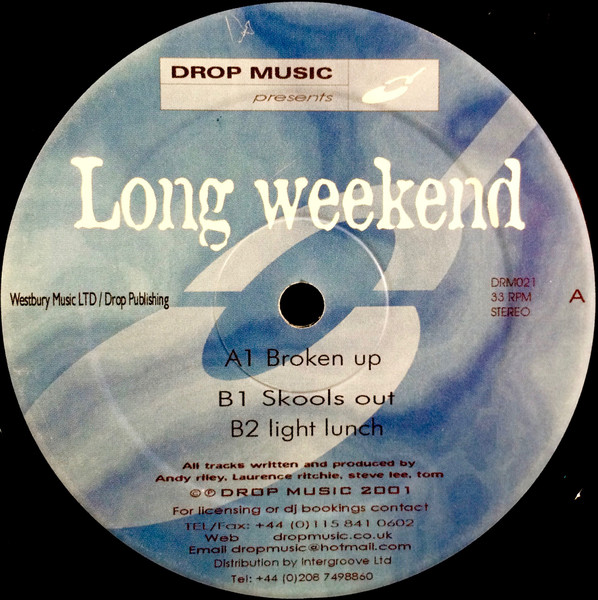 DROP MUSIC
presents
Long weekend
Westbury Music LTD / Drop Publishing
DRM021
33 RPM
STEREO
A
A1 Broken up
B1 Skools out
B2 light lunch
All tracks written and produced by
Andy riley, Laurence ritchie, steve lee, tom
©℗ DROP MUSIC 2001
For licensing or dj bookings contact
TEL/Fax: +44 (0)115 841 0602
Web dropmusic.co.uk
Email dropmusic@hotmail.com
Distribution by Intergroove Ltd
Tel: +44 (0)208 7498860